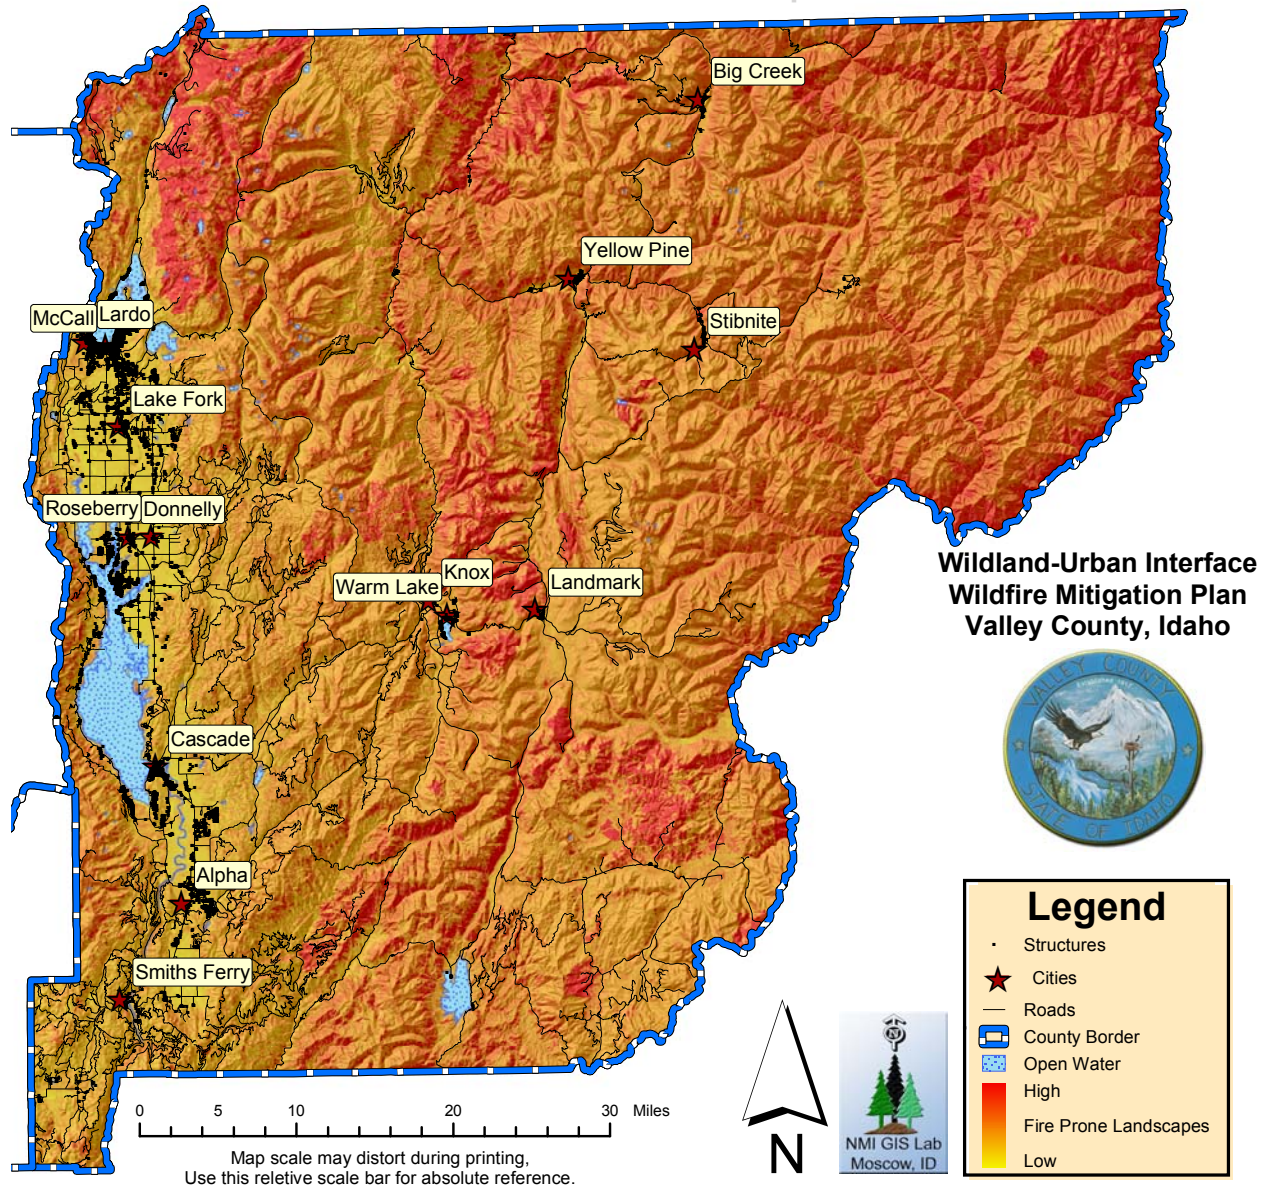 Big Creek
Yellow Pine
McCall
Lardo
Stibnite
Lake Fork
Roseberry
Donnelly
Wildland-Urban Interface
Wildfire Mitigation Plan
Valley County, Idaho
Warm Lake
Knox
Landmark
VALLEY COUNTY
STATE OF IDAHO
Cascade
Alpha
Smiths Ferry
Legend
Structures
Cities
Roads
County Border
Open Water
High
Fire Prone Landscapes
Low
0 5 10 20 30 Miles
Map scale may distort during printing,
Use this reletive scale bar for absolute reference.
N
N
NMI GIS Lab
Moscow, ID